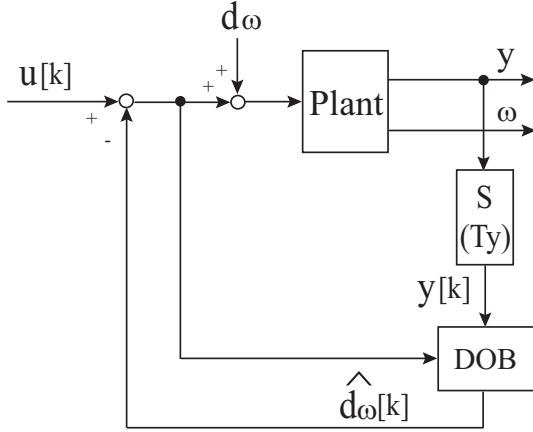 dω
y
u[k]
+
+
+
Plant
ω
-
S
(Ty)
y[k]
DOB
d̂ω[k]